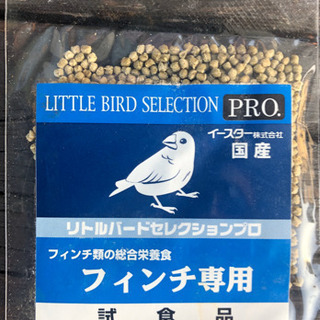 LITTLE BIRD SELECTION PRO.
イースター株式会社
国産
リトルバードセレクションプロ
フィンチ類の総合栄養食
フィンチ専用
試食品